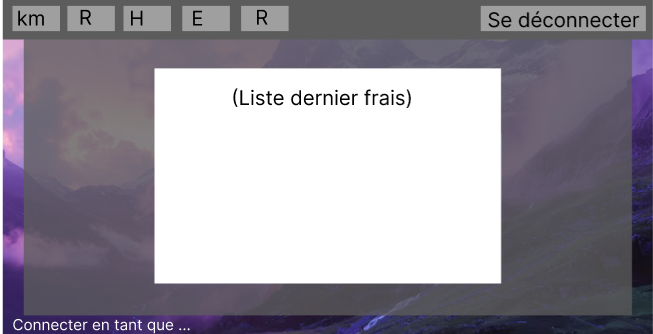 km R H E R Se déconnecter
(Liste dernier frais)
Connecter en tant que ...